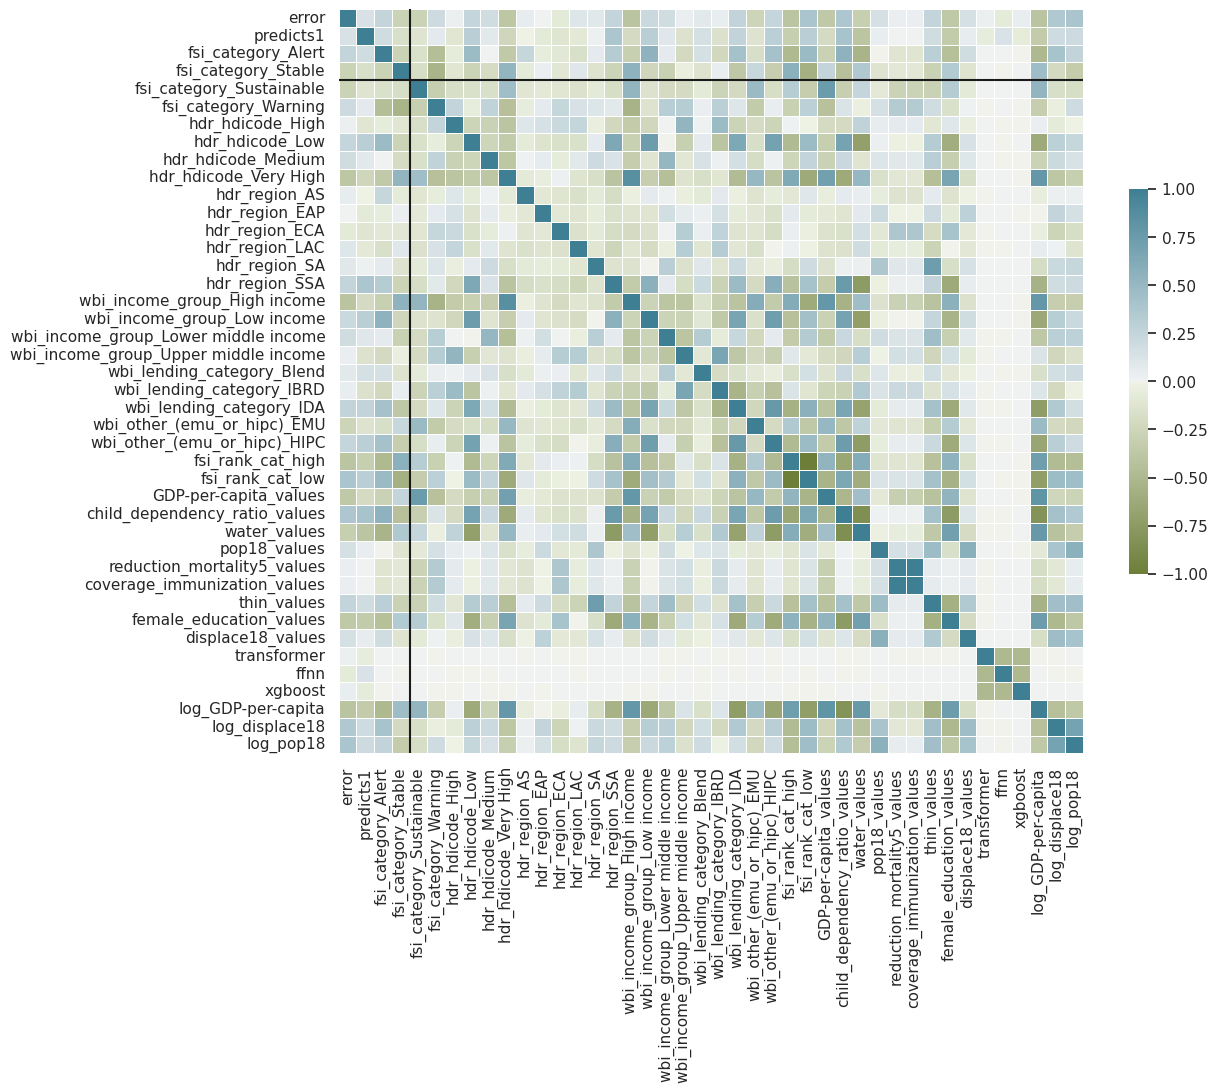 error
predicts1
fsi_category_Alert
fsi_category_Stable
fsi_category_Sustainable
fsi_category_Warning
hdr_hdicode_High
hdr_hdicode_Low
hdr_hdicode_Medium
hdr_hdicode_Very High
hdr_region_AS
hdr_region_EAP
hdr_region_ECA
hdr_region_LAC
hdr_region_SA
hdr_region_SSA
wbi_income_group_High income
wbi_income_group_Low income
wbi_income_group_Lower middle income
wbi_income_group_Upper middle income
wbi_lending_category_Blend
wbi_lending_category_IBRD
wbi_lending_category_IDA
wbi_other_(emu_or_hipc)_EMU
wbi_other_(emu_or_hipc)_HIPC
fsi_rank_cat_high
fsi_rank_cat_low
GDP-per-capita_values
child_dependency_ratio_values
water_values
pop18_values
reduction_mortality5_values
coverage_immunization_values
thin_values
female_education_values
displace18_values
transformer
ffnn
xgboost
log_GDP-per-capita
log_displace18
log_pop18
error
predicts1
fsi_category_Alert
fsi_category_Stable
fsi_category_Sustainable
fsi_category_Warning
hdr_hdicode_High
hdr_hdicode_Low
hdr_hdicode_Medium
hdr_hdicode_Very High
hdr_region_AS
hdr_region_EAP
hdr_region_ECA
hdr_region_LAC
hdr_region_SA
hdr_region_SSA
wbi_income_group_High income
wbi_income_group_Low income
wbi_income_group_Lower middle income
wbi_income_group_Upper middle income
wbi_lending_category_Blend
wbi_lending_category_IBRD
wbi_lending_category_IDA
wbi_other_(emu_or_hipc)_EMU
wbi_other_(emu_or_hipc)_HIPC
fsi_rank_cat_high
fsi_rank_cat_low
GDP-per-capita_values
child_dependency_ratio_values
water_values
pop18_values
reduction_mortality5_values
coverage_immunization_values
thin_values
female_education_values
displace18_values
transformer
ffnn
xgboost
log_GDP-per-capita
log_displace18
log_pop18
1.00
0.75
0.50
0.25
0.00
−0.25
−0.50
−0.75
−1.00